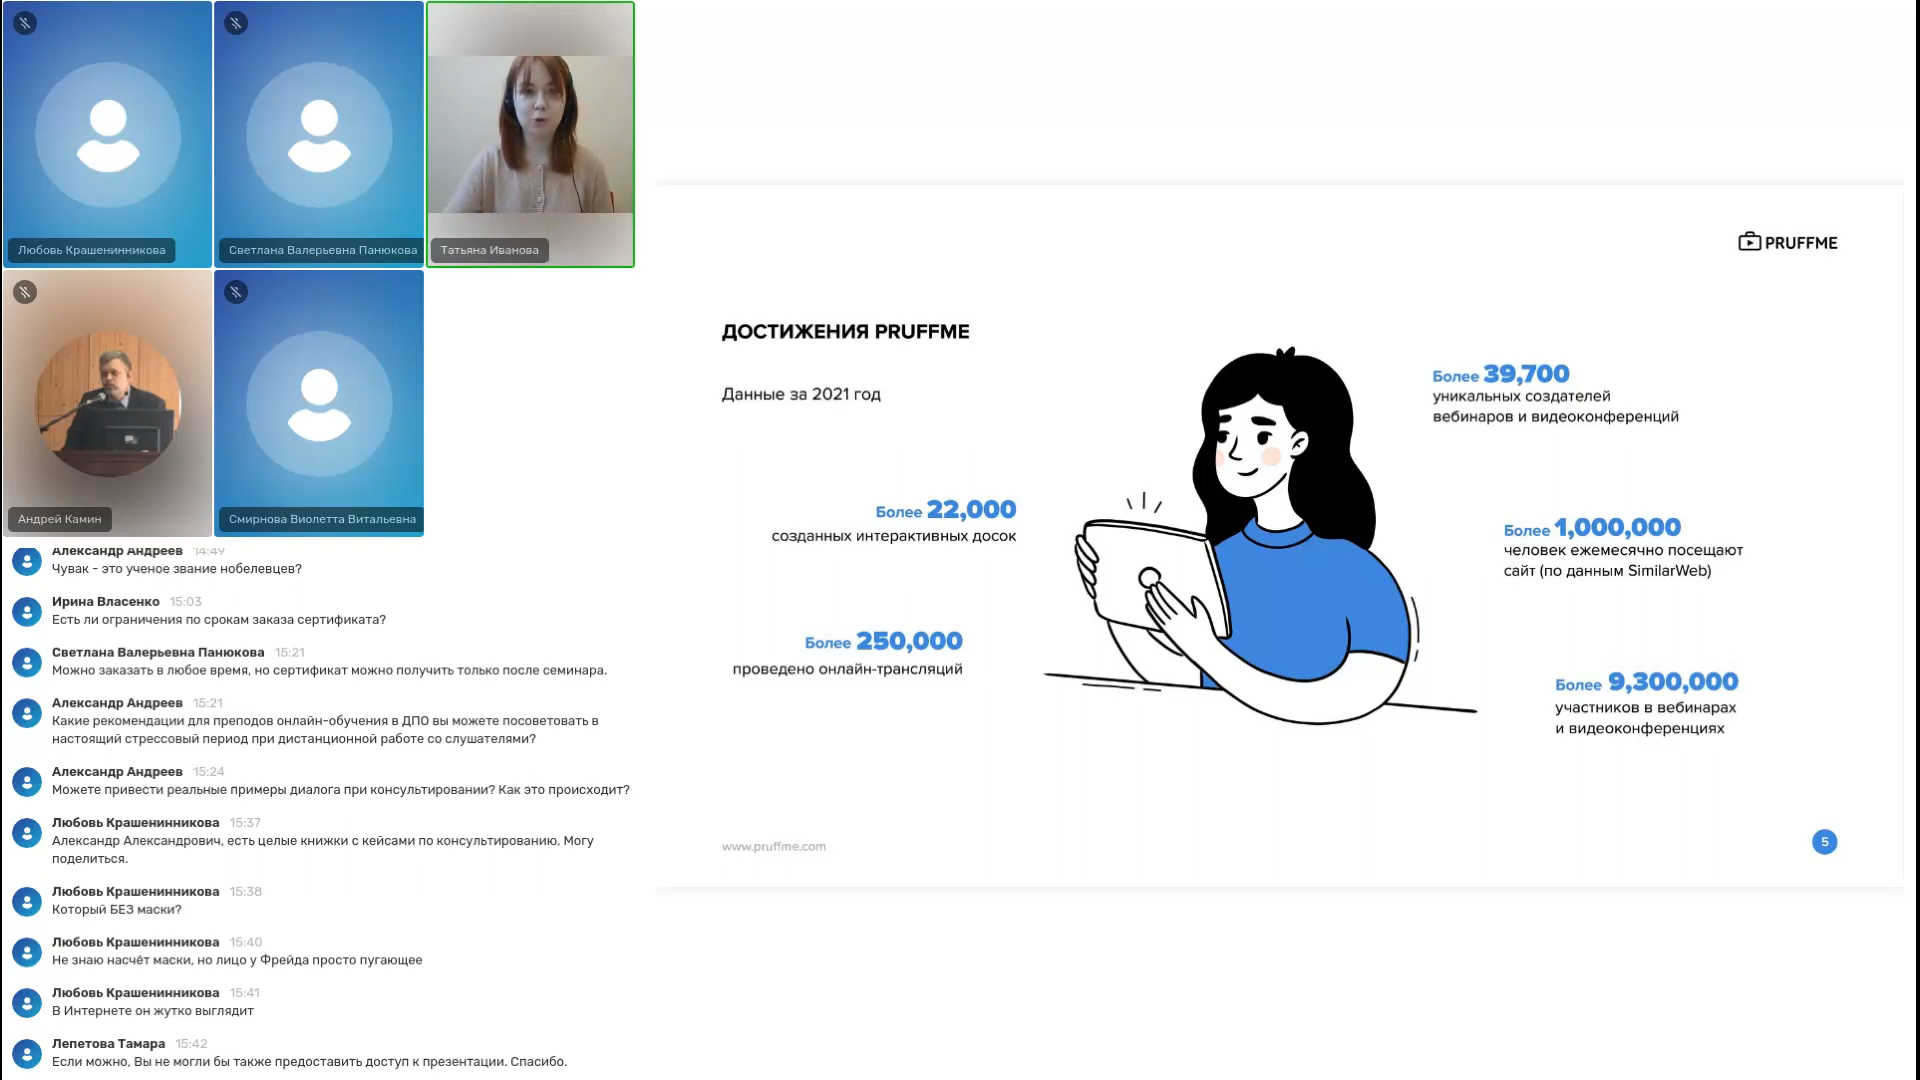 Любовь Крашенинникова
Светлана Валерьевна Панюкова
Татьяна Иванова
Андрей Камин
Смирнова Виолетта Витальевна
Александр Андреев 14:49
Чувак - это ученое звание нобелевцев?
Ирина Власенко 15:03
Есть ли ограничения по срокам заказа сертификата?
Светлана Валерьевна Панюкова 15:21
Можно заказать в любое время, но сертификат можно получить только после семинара.
Александр Андреев 15:21
Какие рекомендации для преподов онлайн-обучения в ДПО вы можете посоветовать в
настоящий стрессовый период при дистанционной работе со слушателями?
Александр Андреев 15:24
Можете привести реальные примеры диалога при консультировании? Как это происходит?
Любовь Крашенинникова 15:37
Александр Александрович, есть целые книжки с кейсами по консультированию. Могу
поделиться.
Любовь Крашенинникова 15:38
Который БЕЗ маски?
Любовь Крашенинникова 15:40
Не знаю насчёт маски, но лицо у Фрейда просто пугающее
Любовь Крашенинникова 15:41
В Интернете он жутко выглядит
Лепетова Тамара 15:42
Если можно, Вы не могли бы также предоставить доступ к презентации. Спасибо.
PRUFFME
ДОСТИЖЕНИЯ PRUFFME
Данные за 2021 год
Более 22,000
созданных интерактивных досок
Более 250,000
проведено онлайн-трансляций
Более 39,700
уникальных создателей
вебинаров и видеоконференций
Более 1,000,000
человек ежемесячно посещают
сайт (по данным SimilarWeb)
Более 9,300,000
участников в вебинарах
и видеоконференциях
www.pruffme.com
5